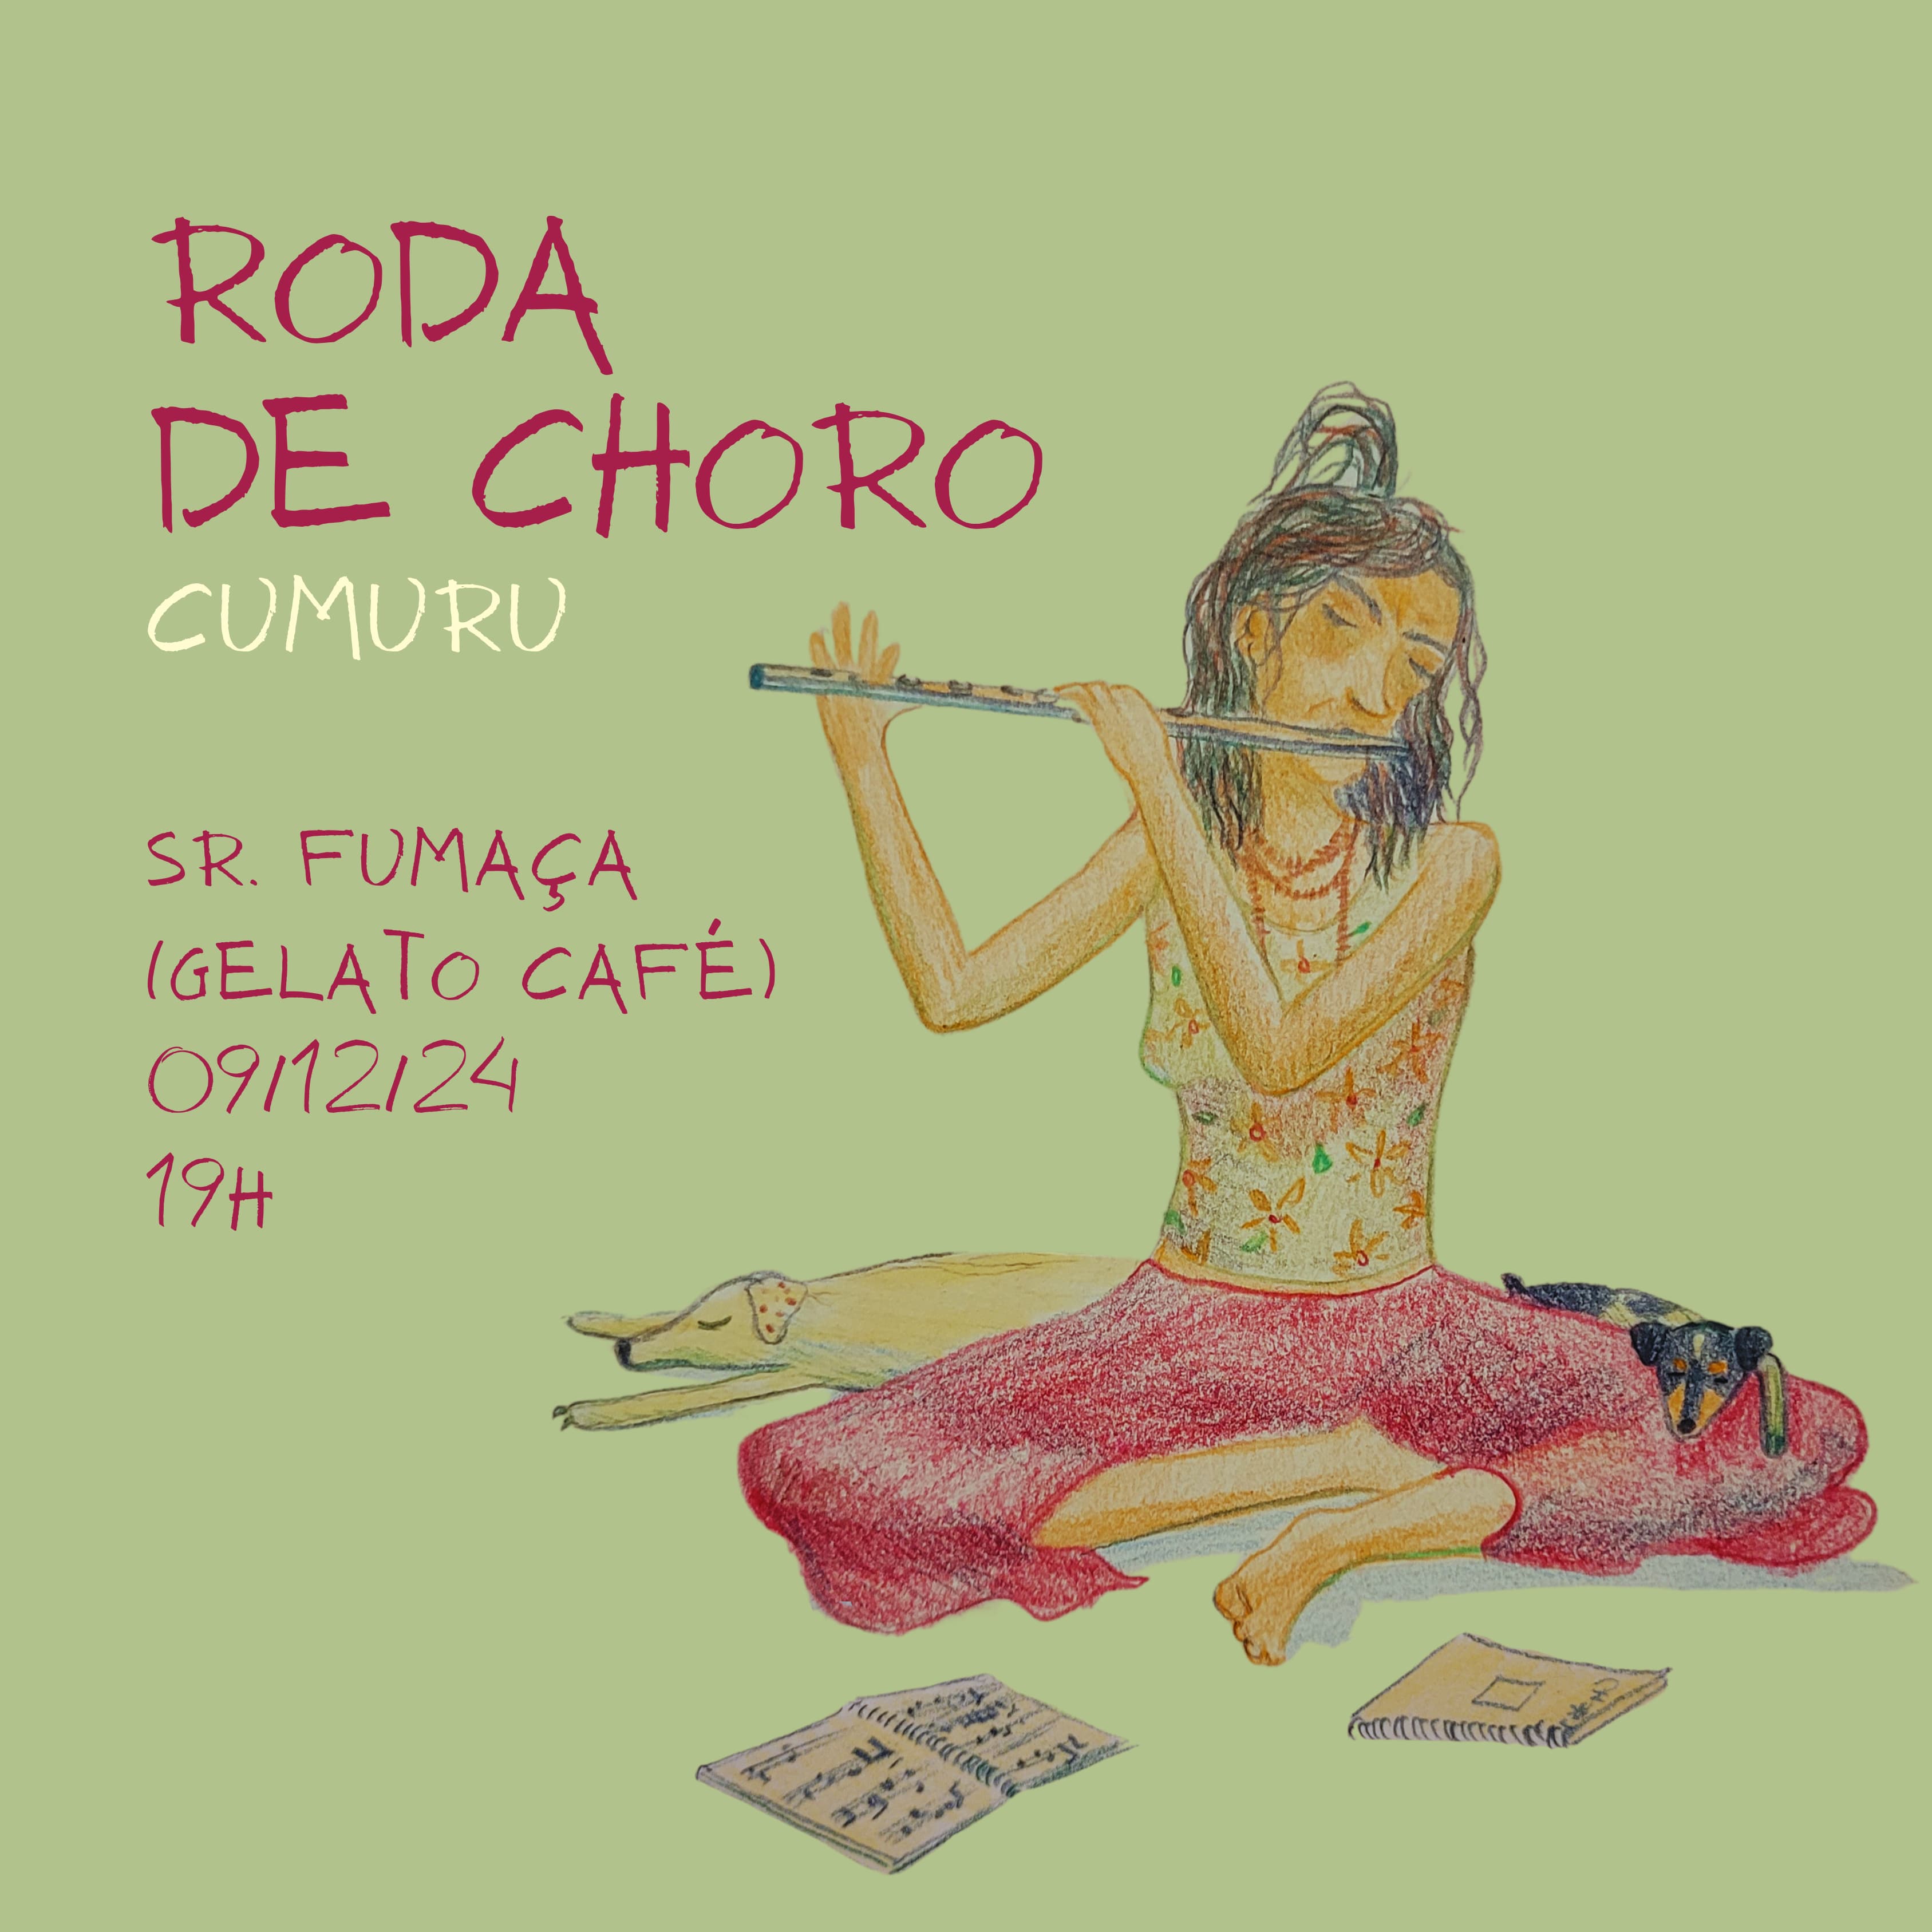 RODA
DE CHORO
CUMURU
SR. FUMAÇA
(GELATO CAFÉ)
09/12/24
19H